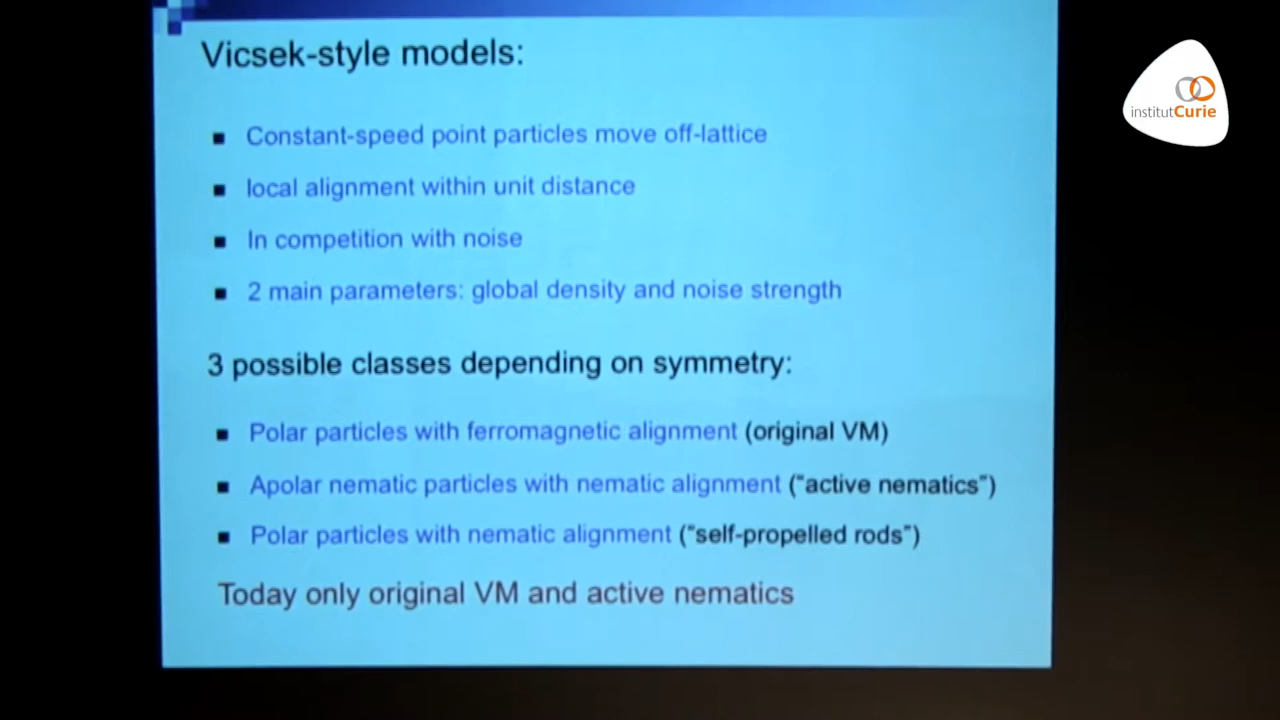 Vicsek-style models:
institutCurie
Constant-speed point particles move off-lattice
local alignment within unit distance
In competition with noise
2 main parameters: global density and noise strength
3 possible classes depending on symmetry:
Polar particles with ferromagnetic alignment (original VM)
Apolar nematic particles with nematic alignment ("active nematics")
Polar particles with nematic alignment ("self-propelled rods")
Today only original VM and active nematics